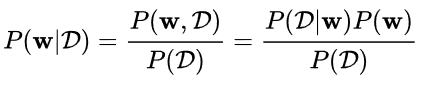 P(𝐰|𝒟) = P(𝐰, 𝒟) / P(𝒟) = P(𝒟|𝐰)P(𝐰) / P(𝒟)